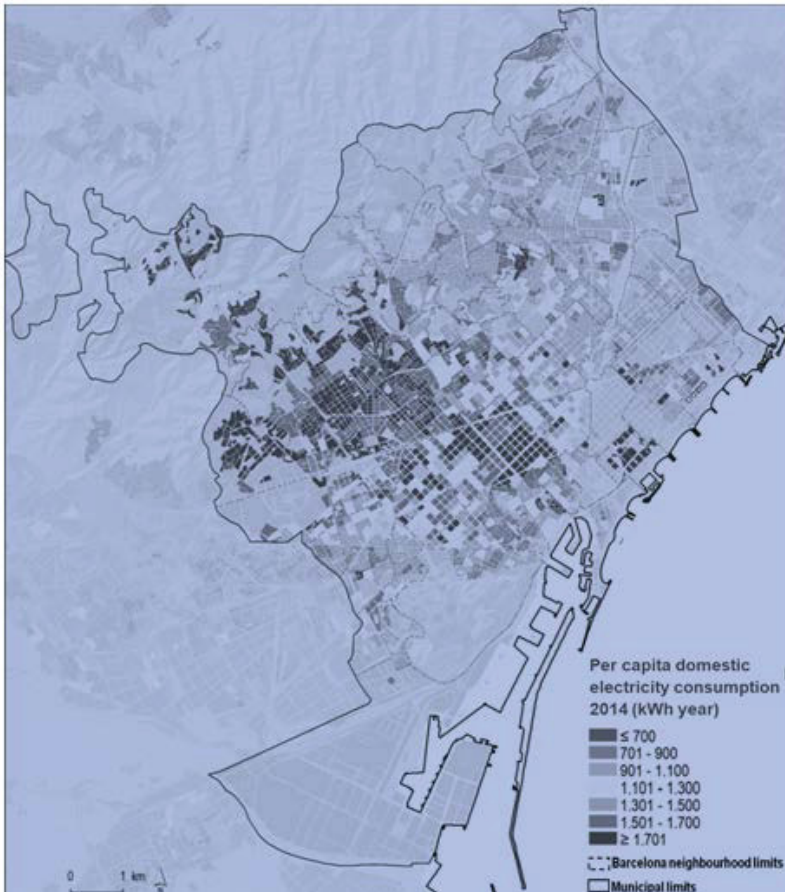 Per capita domestic
electricity consumption
2014 (kWh year)
≤ 700
701 - 900
901 - 1.100
1.101 - 1.300
1.301 - 1.500
1.501 - 1.700
≥ 1.701
Barcelona neighbourhood limits
Municipal limits
0 1 km